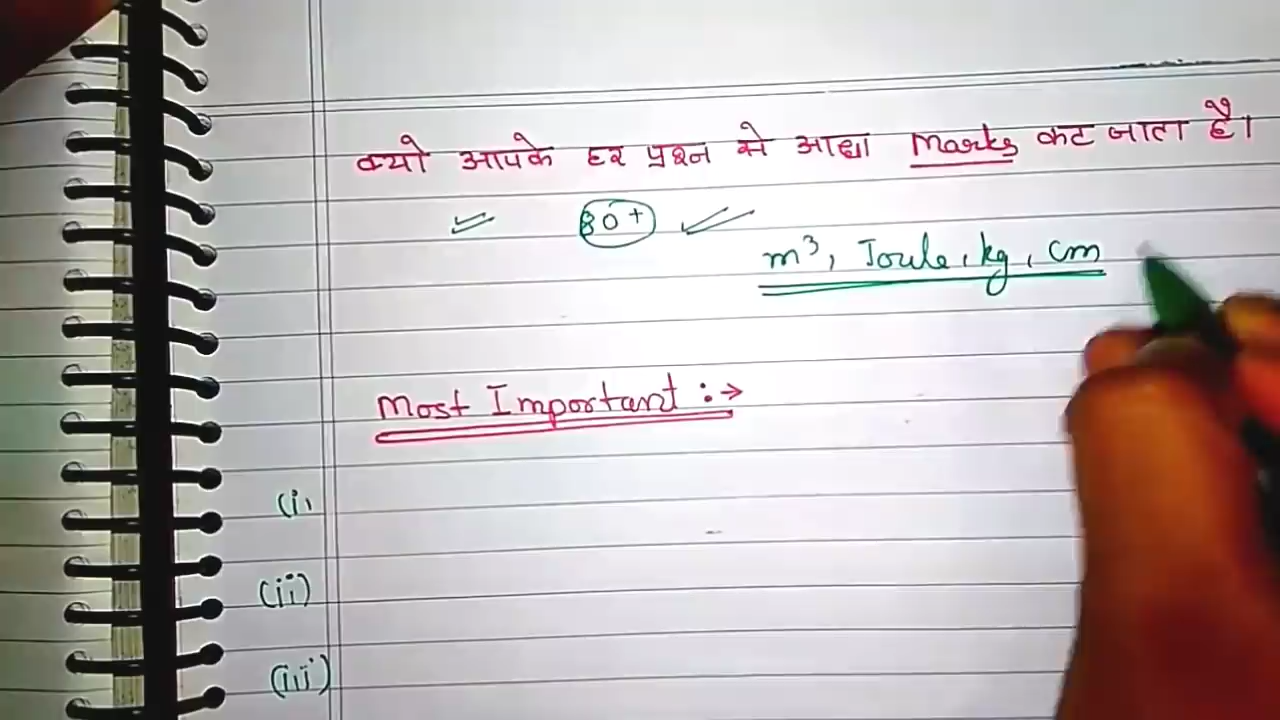 क्यो आपके हर प्रश्न से आधा Marks कट जाता है।
80+
m³, Joule, kg, cm
Most Important :→
(i)
(ii)
(iii)